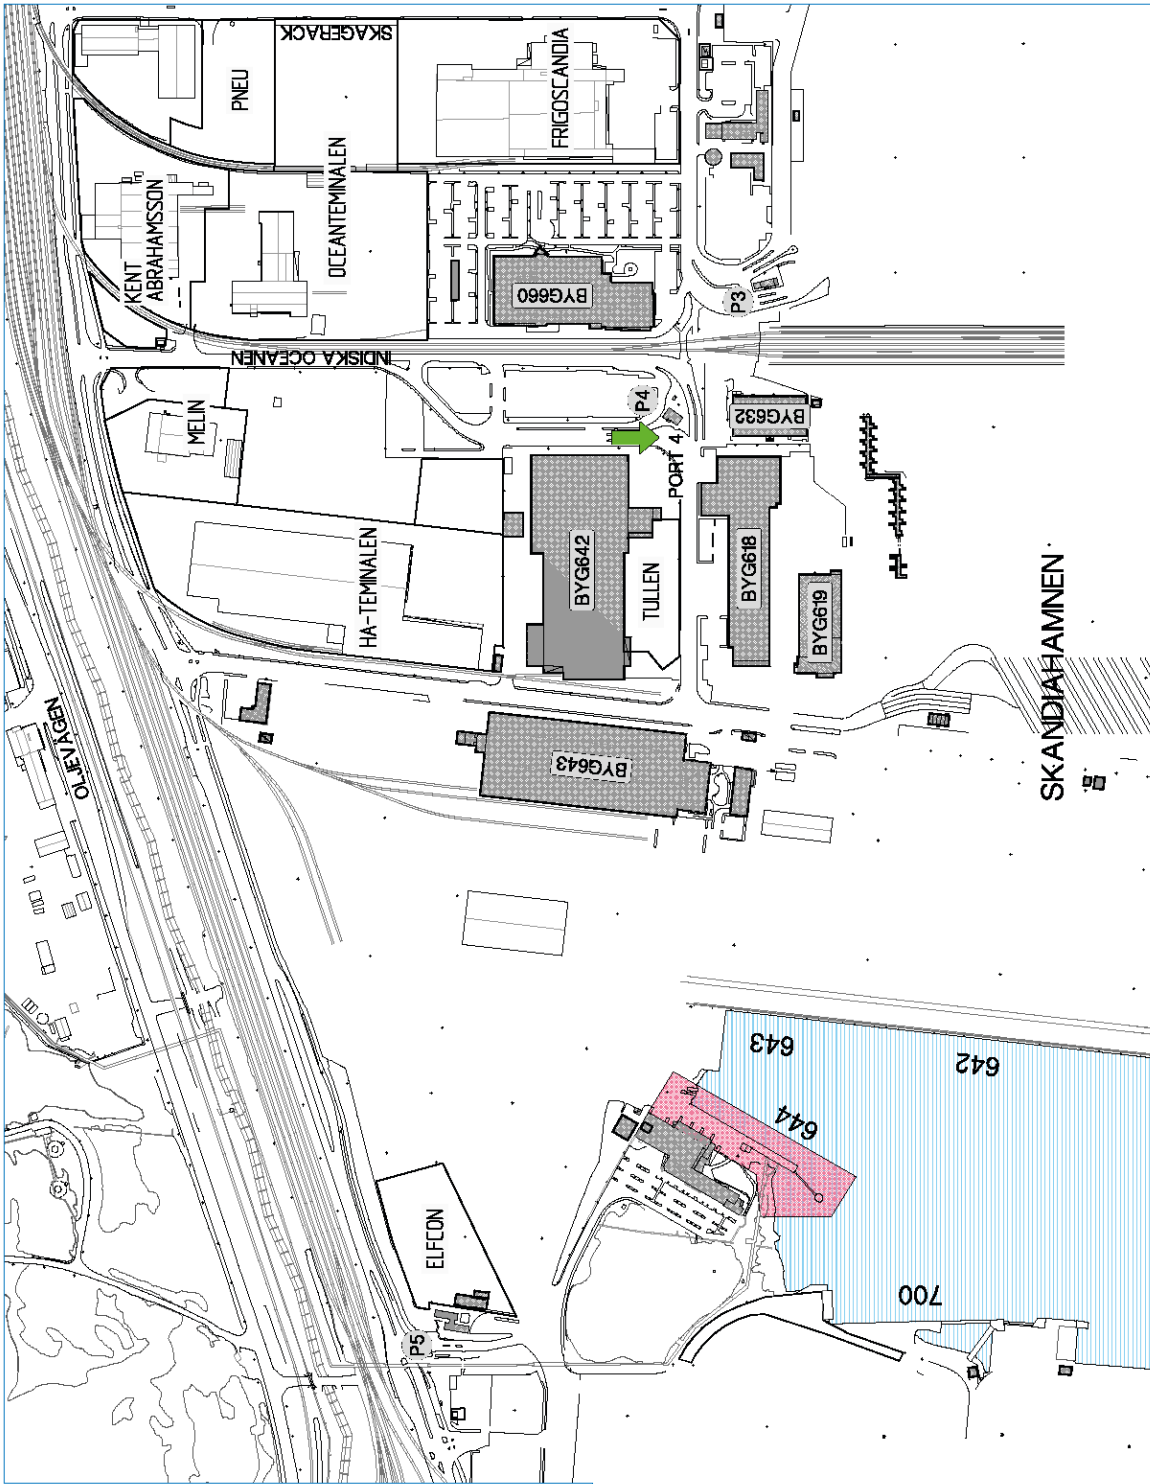 SKAGERACK
PNEU
FRIGOSCANDIA
KENT
ABRAHAMSSON
OCEANTEMINALEN
BYG660
P3
INDISKA OCEANEN
MELIN
P4
BYG632
PORT 4
HA-TEMINALEN
BYG642
TULLEN
BYG618
BYG619
OLJEVÄGEN
BYG643
SKANDIAHAMNEN
643
642
644
ELFCON
700
P5